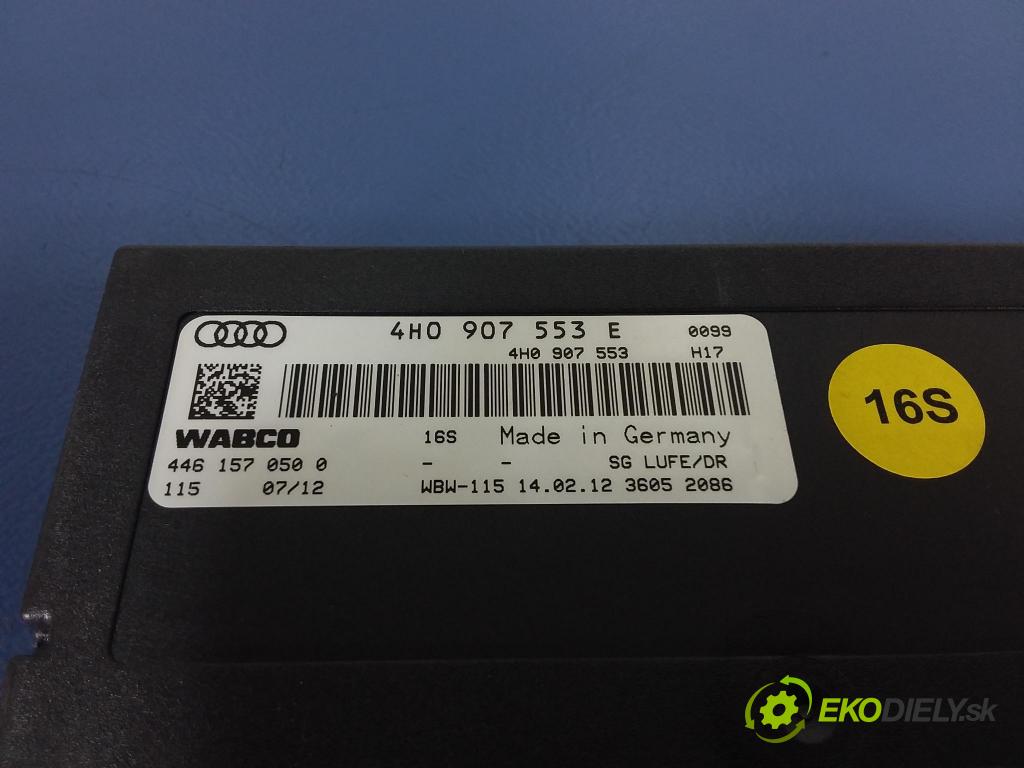 4H0 907 553 E 0099
4H0 907 553 H17
WABCO 16S Made in Germany
446 157 050 0 - - SG LUFE/DR
115 07/12 WBW-115 14.02.12 3605 2086
16S
EKODIELY.sk